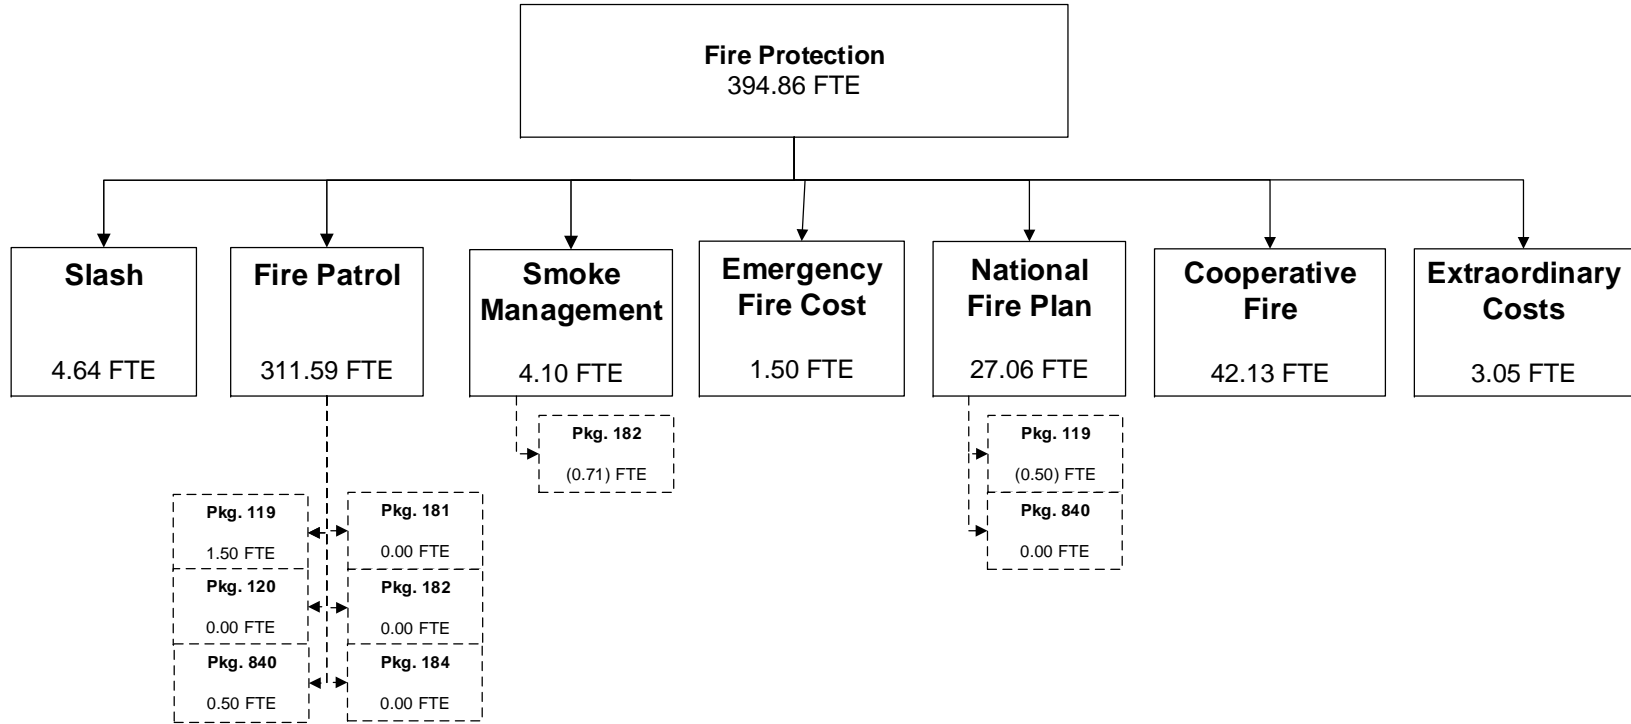 Fire Protection
394.86 FTE
Slash
4.64 FTE
Fire Patrol
311.59 FTE
Smoke
Management
4.10 FTE
Emergency
Fire Cost
1.50 FTE
National
Fire Plan
27.06 FTE
Cooperative
Fire
42.13 FTE
Extraordinary
Costs
3.05 FTE
Pkg. 119
1.50 FTE
Pkg. 120
0.00 FTE
Pkg. 840
0.50 FTE
Pkg. 181
0.00 FTE
Pkg. 182
0.00 FTE
Pkg. 184
0.00 FTE
Pkg. 182
(0.71) FTE
Pkg. 119
(0.50) FTE
Pkg. 840
0.00 FTE